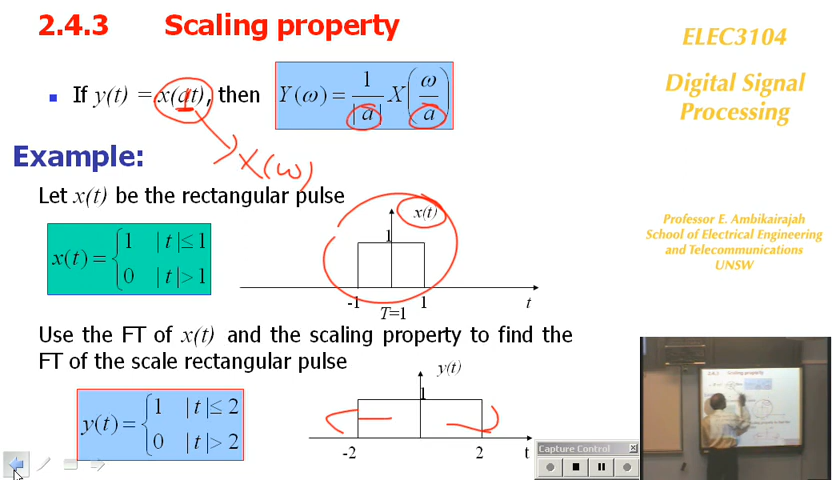 2.4.3 Scaling property
ELEC3104
Digital Signal
Processing
▪ If y(t) = x(at), then Y(ω) = 1/|a| X(ω/a)
X(ω)
Example:
Let x(t) be the rectangular pulse
x(t) = { 1 |t| ≤ 1
0 |t| > 1
x(t)
1
-1 1 t
T=1
Professor E. Ambikairajah
School of Electrical Engineering
and Telecommunications
UNSW
Use the FT of x(t) and the scaling property to find the
FT of the scale rectangular pulse
y(t) = { 1 |t| ≤ 2
0 |t| > 2
y(t)
1
-2 2 t
Capture Control